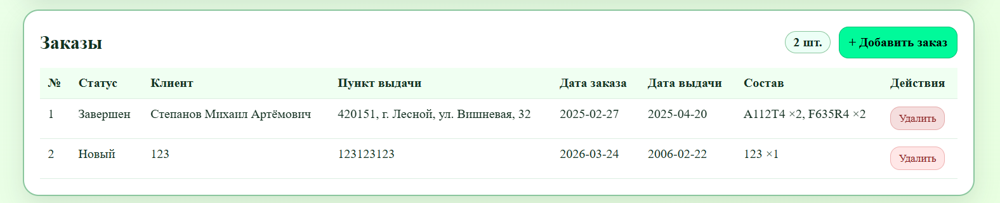 Заказы 2 шт. + Добавить заказ
№ Статус Клиент Пункт выдачи Дата заказа Дата выдачи Состав Действия
1 Завершен Степанов Михаил Артёмович 420151, г. Лесной, ул. Вишневая, 32 2025-02-27 2025-04-20 A112T4 ×2, F635R4 ×2 Удалить
2 Новый 123 123123123 2026-03-24 2006-02-22 123 ×1 Удалить